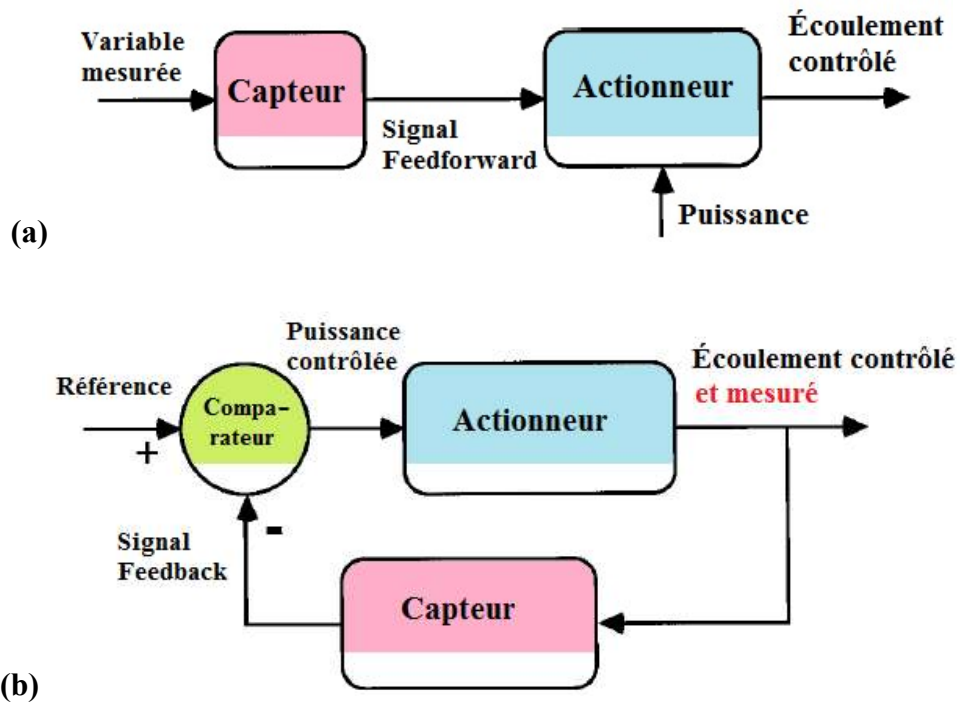 Variable
mesurée
Capteur
Signal
Feedforward
Actionneur
Écoulement
contrôlé
Puissance
(a)
Référence
+
Compa-
rateur
Puissance
contrôlée
Actionneur
Écoulement contrôlé
et mesuré
-
Signal
Feedback
Capteur
(b)